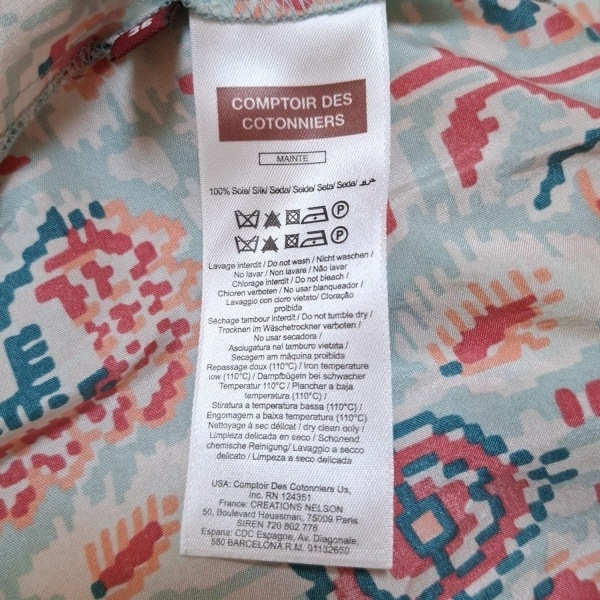 36
COMPTOIR DES
COTONNIERS
MAINTE
100% Soie/ Silk/ Seda/ Seide/ Seta/ Seda/ حرير
P
P
Lavage interdit / Do not wash / Nicht waschen /
No lavar / Non lavare / Não lavar
Chlorage interdit / Do not bleach /
Chloren verboten / No usar blanqueador /
Lavaggio con cloro vietato/ Cloração
proibida
Séchage tambour interdit / Do not tumble dry /
Trocknen im Wäschetrockner verboten /
No usar secadora /
Asciugatura nel tamburo vietata /
Secagem em máquina proibida
Repassage doux (110°C) / Iron temperature
low (110°C) / Dampfbügeln bei schwacher
Temperatur 110°C / Planchar a baja
temperatura (110°C) /
Stiratura a temperatura bassa (110°C) /
Engomagem a baixa temperatura (110°C)
Nettoyage à sec délicat / dry clean only /
Limpieza delicada en seco / Schonend
chemische Reinigung/ Lavaggio a secco
delicato / Limpeza a seco delicada
USA: Comptoir Des Cotonniers Us,
Inc. RN 124351
France: CREATIONS NELSON
50, Boulevard Haussman, 75009 Paris.
SIREN 720 802 778
Espana: CDC Espagne, Av. Diagonale,
580 BARCELONA R.M. 01132650